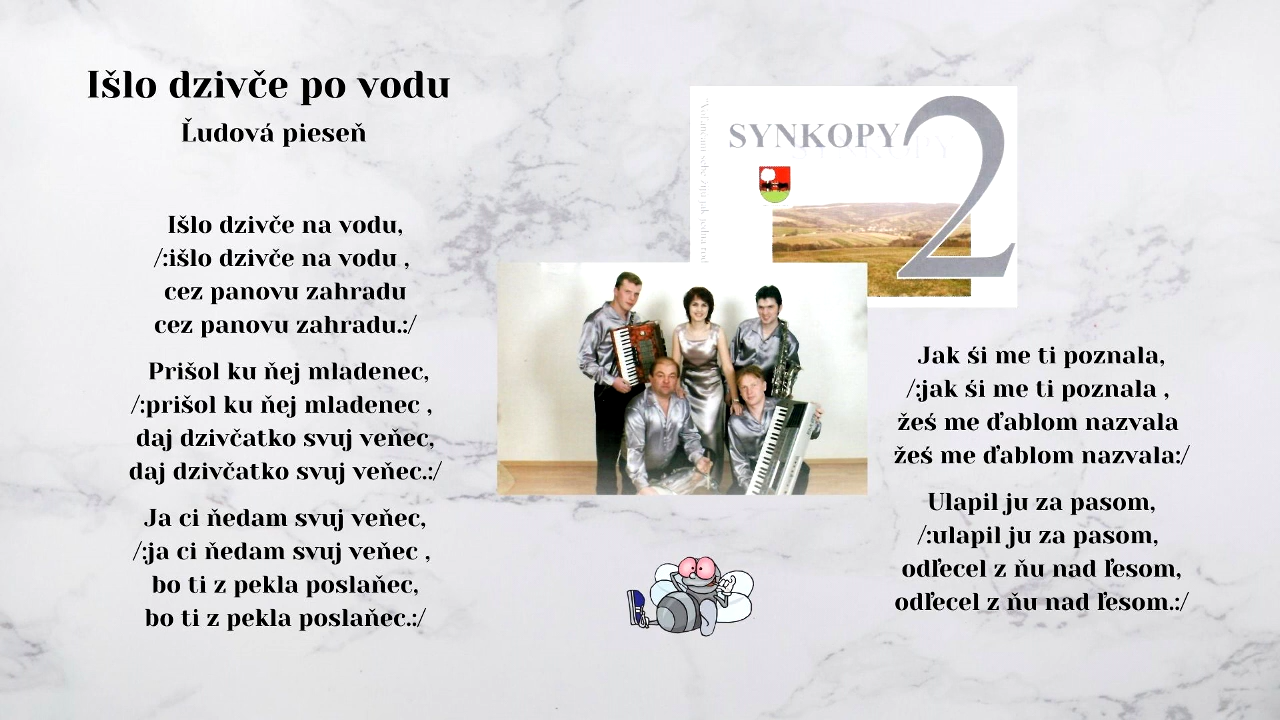 Išlo dzivče po vodu
Ľudová pieseň
Išlo dzivče na vodu,
/:išlo dzivče na vodu ,
cez panovu zahradu
cez panovu zahradu.:/
Prišol ku ňej mladenec,
/:prišol ku ňej mladenec ,
daj dzivčatko svuj veňec,
daj dzivčatko svuj veňec.:/
Ja ci ňedam svuj veňec,
/:ja ci ňedam svuj veňec ,
bo ti z pekla poslaňec,
bo ti z pekla poslaňec.:/
SYNKOPY 2
Jak śi me ti poznala,
/:jak śi me ti poznala ,
žeś me ďablom nazvala
žeś me ďablom nazvala:/
Ulapil ju za pasom,
/:ulapil ju za pasom,
odľecel z ňu nad ľesom,
odľecel z ňu nad ľesom.:/